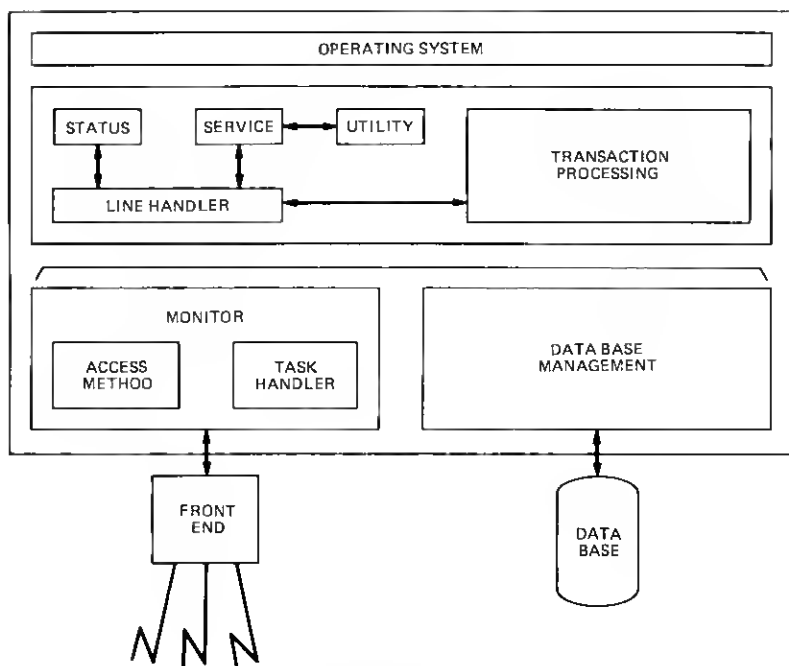 OPERATING SYSTEM
STATUS
SERVICE
UTILITY
TRANSACTION
PROCESSING
LINE HANDLER
MONITOR
ACCESS
METHOD
TASK
HANDLER
DATA BASE
MANAGEMENT
FRONT
END
DATA
BASE